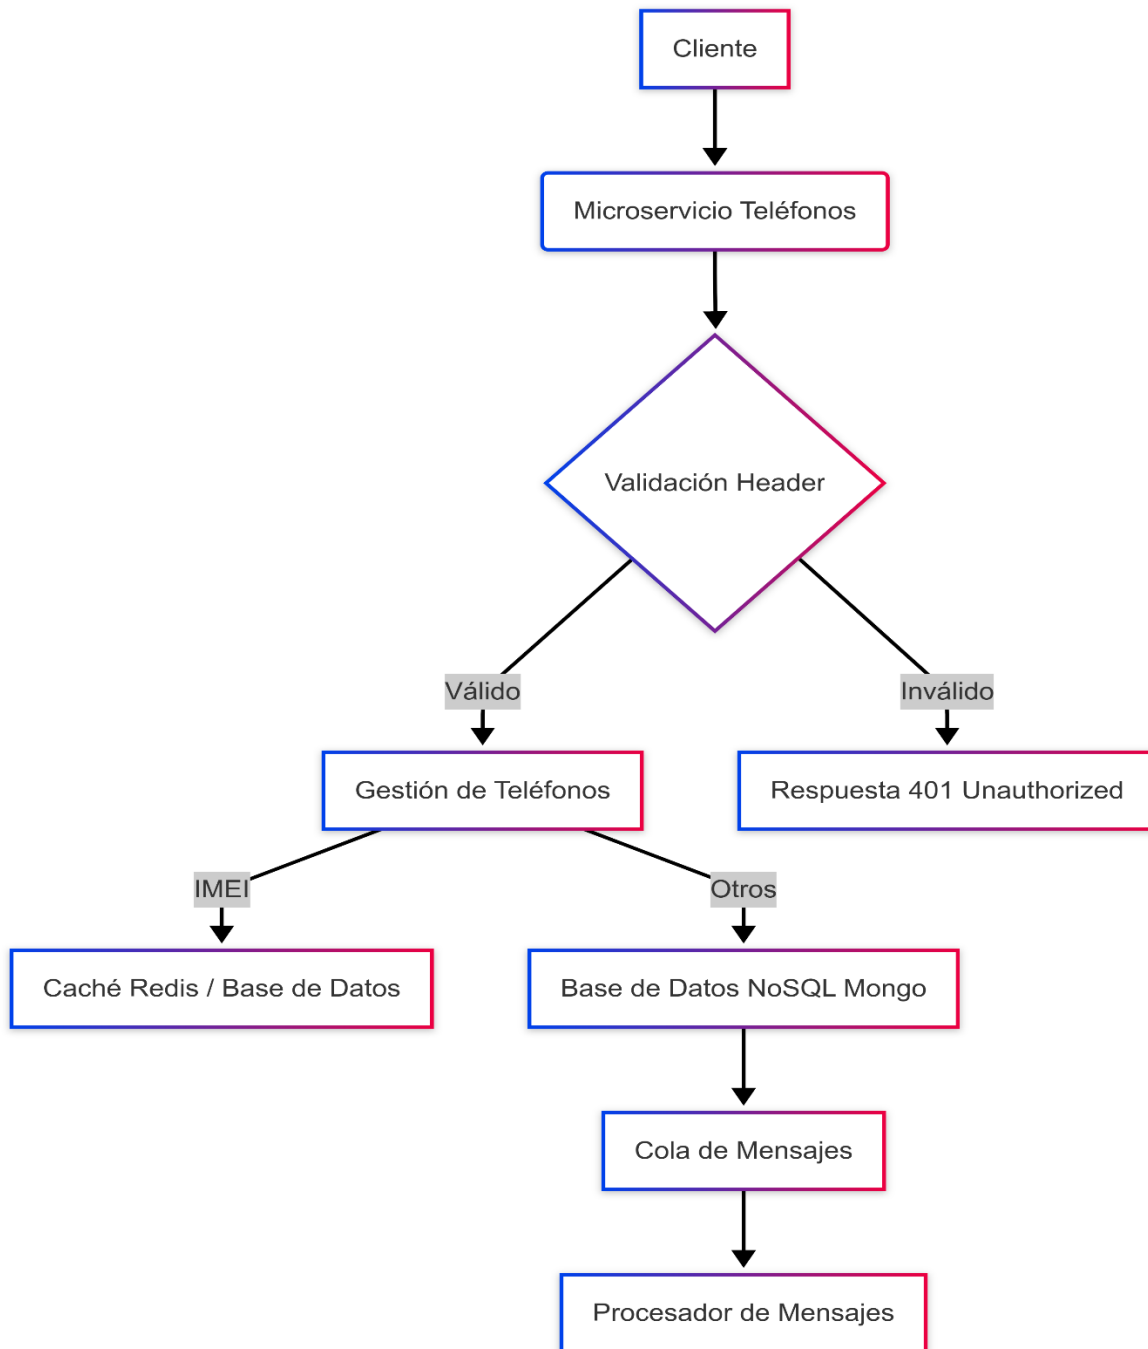 Cliente
Microservicio Teléfonos
Validación Header
Válido
Inválido
Gestión de Teléfonos
Respuesta 401 Unauthorized
IMEI
Otros
Caché Redis / Base de Datos
Base de Datos NoSQL Mongo
Cola de Mensajes
Procesador de Mensajes